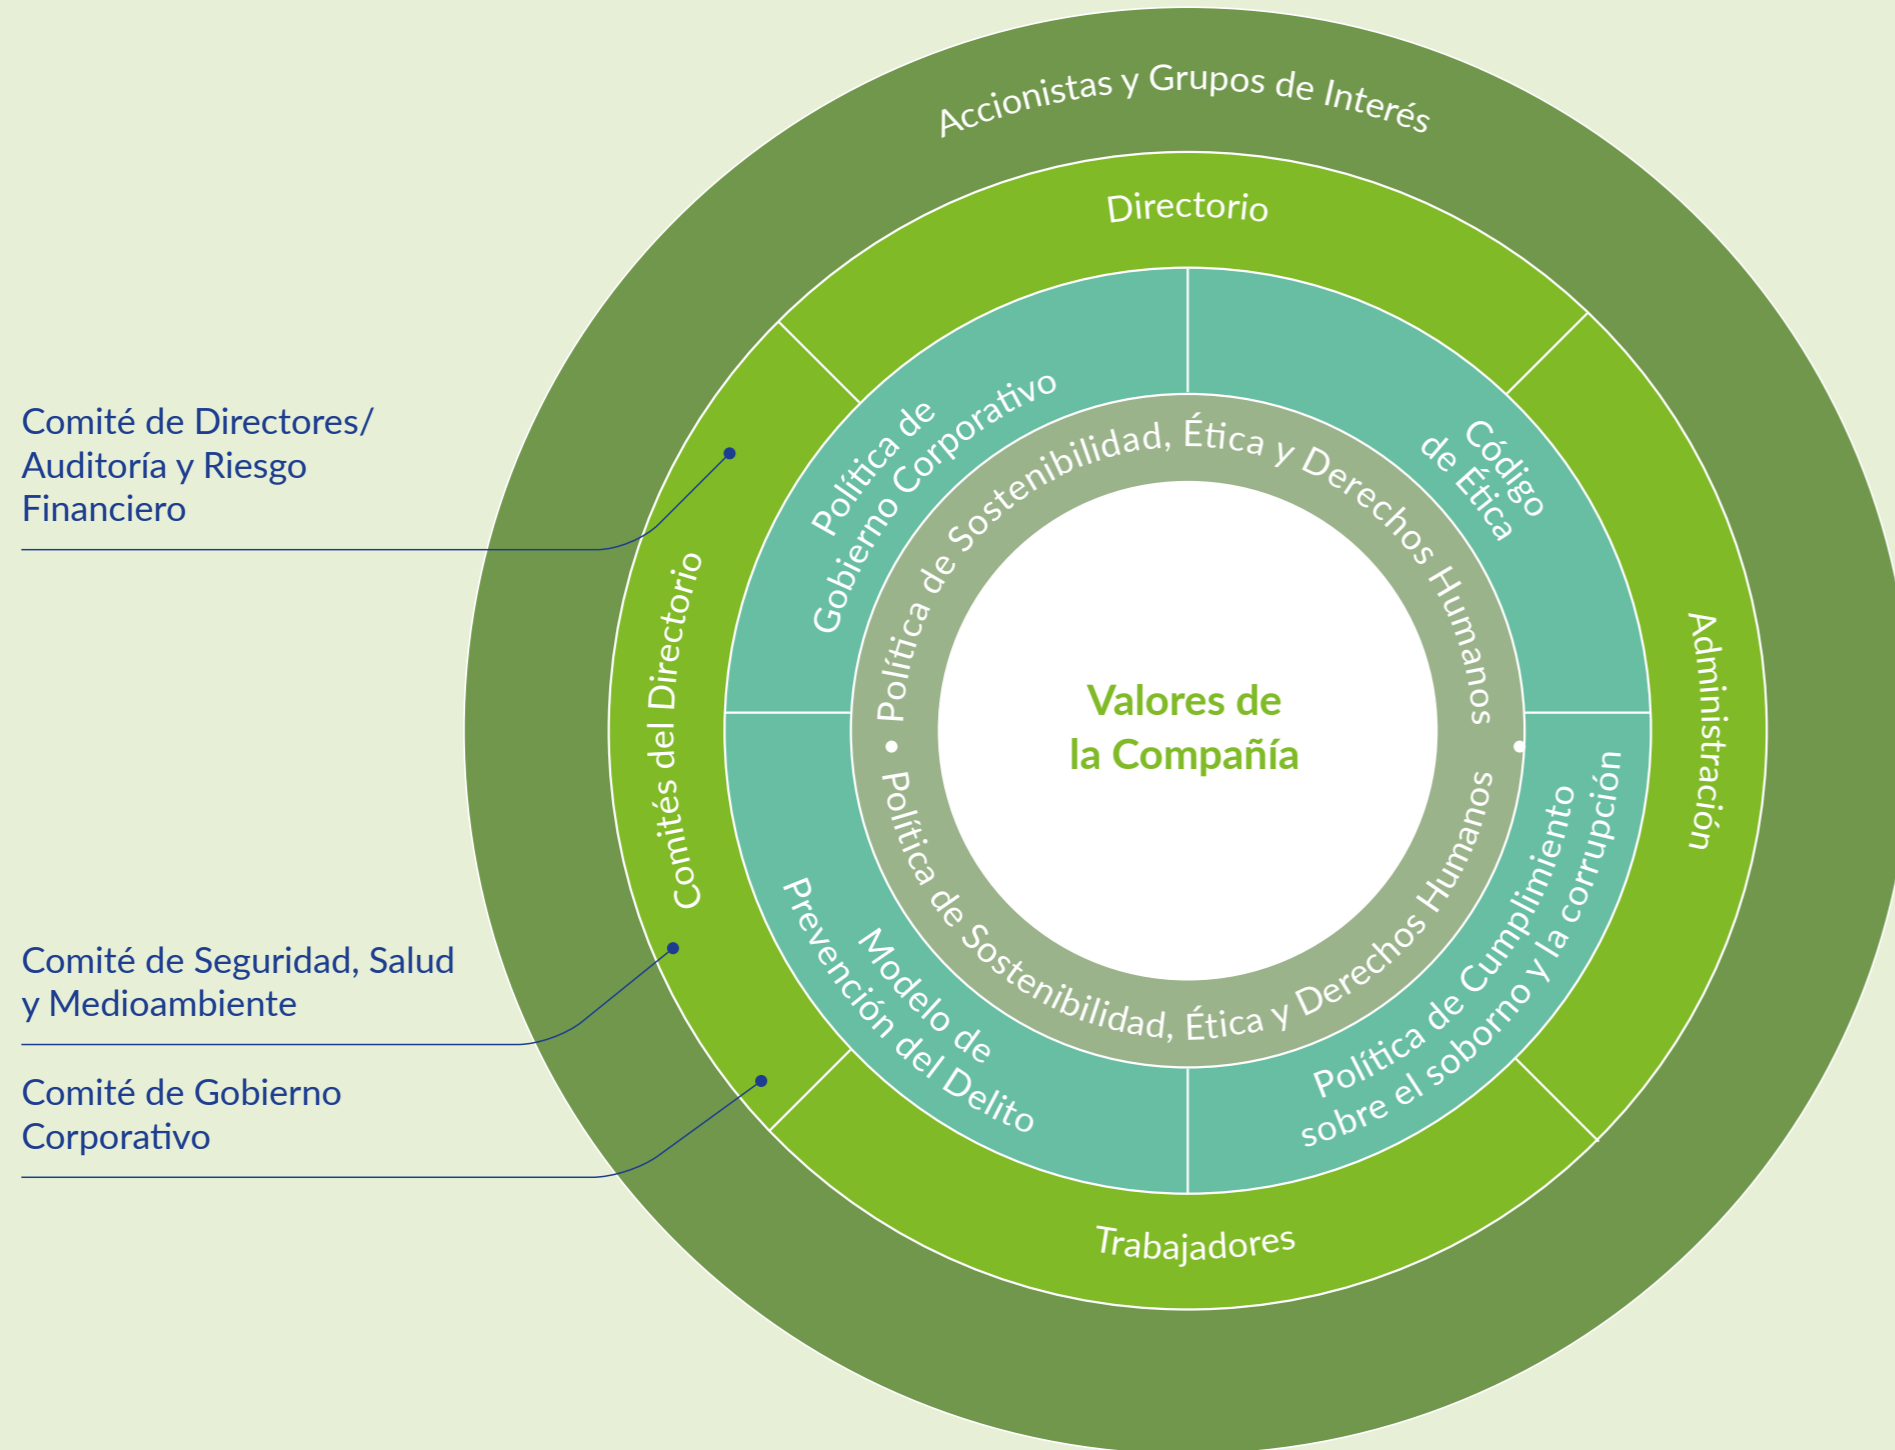 Accionistas y Grupos de Interés
Directorio
Comité de Directores/
Auditoría y Riesgo
Financiero
Política de
Gobierno Corporativo
Código
de Ética
Política de Sostenibilidad, Ética y Derechos Humanos
Comités del Directorio
Valores de
la Compañía
Administración
• Política de Sostenibilidad, Ética y Derechos Humanos •
Modelo de
Prevención del Delito
Política de Cumplimiento
sobre el soborno y la corrupción
Comité de Seguridad, Salud
y Medioambiente
Comité de Gobierno
Corporativo
Trabajadores